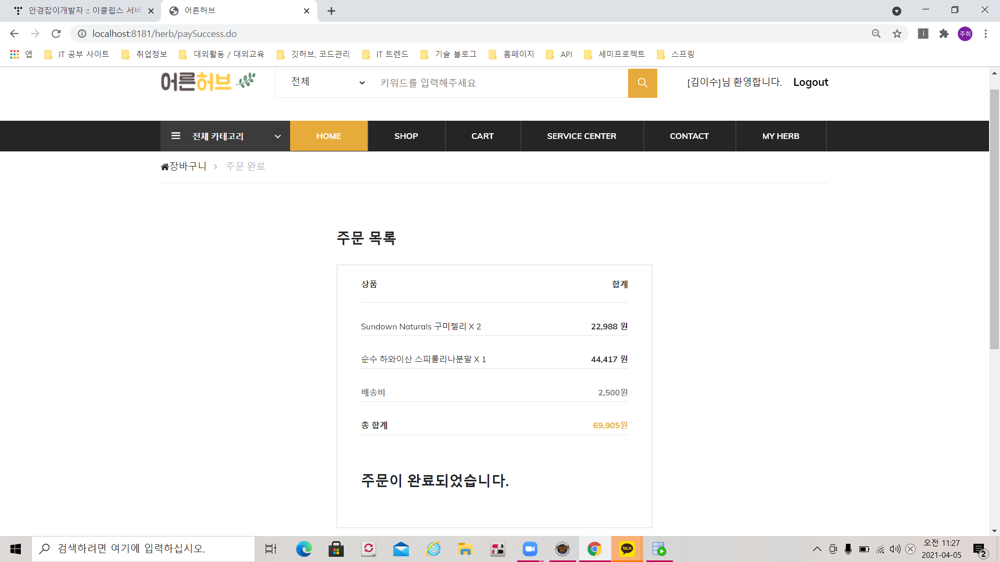 안경잡이개발자 :: 이클립스 서버
어른허브
localhost:8181/herb/paySuccess.do
주희
앱
IT 공부 사이트
취업정보
대외활동 / 대외교육
깃허브, 코드관리
IT 트렌드
기술 블로그
홈페이지
API
세미프로젝트
스프링
어른허브
전체
키워드를 입력해주세요
[김이수]님 환영합니다.
Logout
전체 카테고리
HOME
SHOP
CART
SERVICE CENTER
CONTACT
MY HERB
장바구니
주문 완료
주문 목록
상품 합계
Sundown Naturals 구미젤리 X 2 22,988 원
순수 하와이산 스피룰리나분말 X 1 44,417 원
배송비 2,500원
총 합계 69,905원
주문이 완료되었습니다.
검색하려면 여기에 입력하십시오.
TALK
오전 11:27
2021-04-05
2